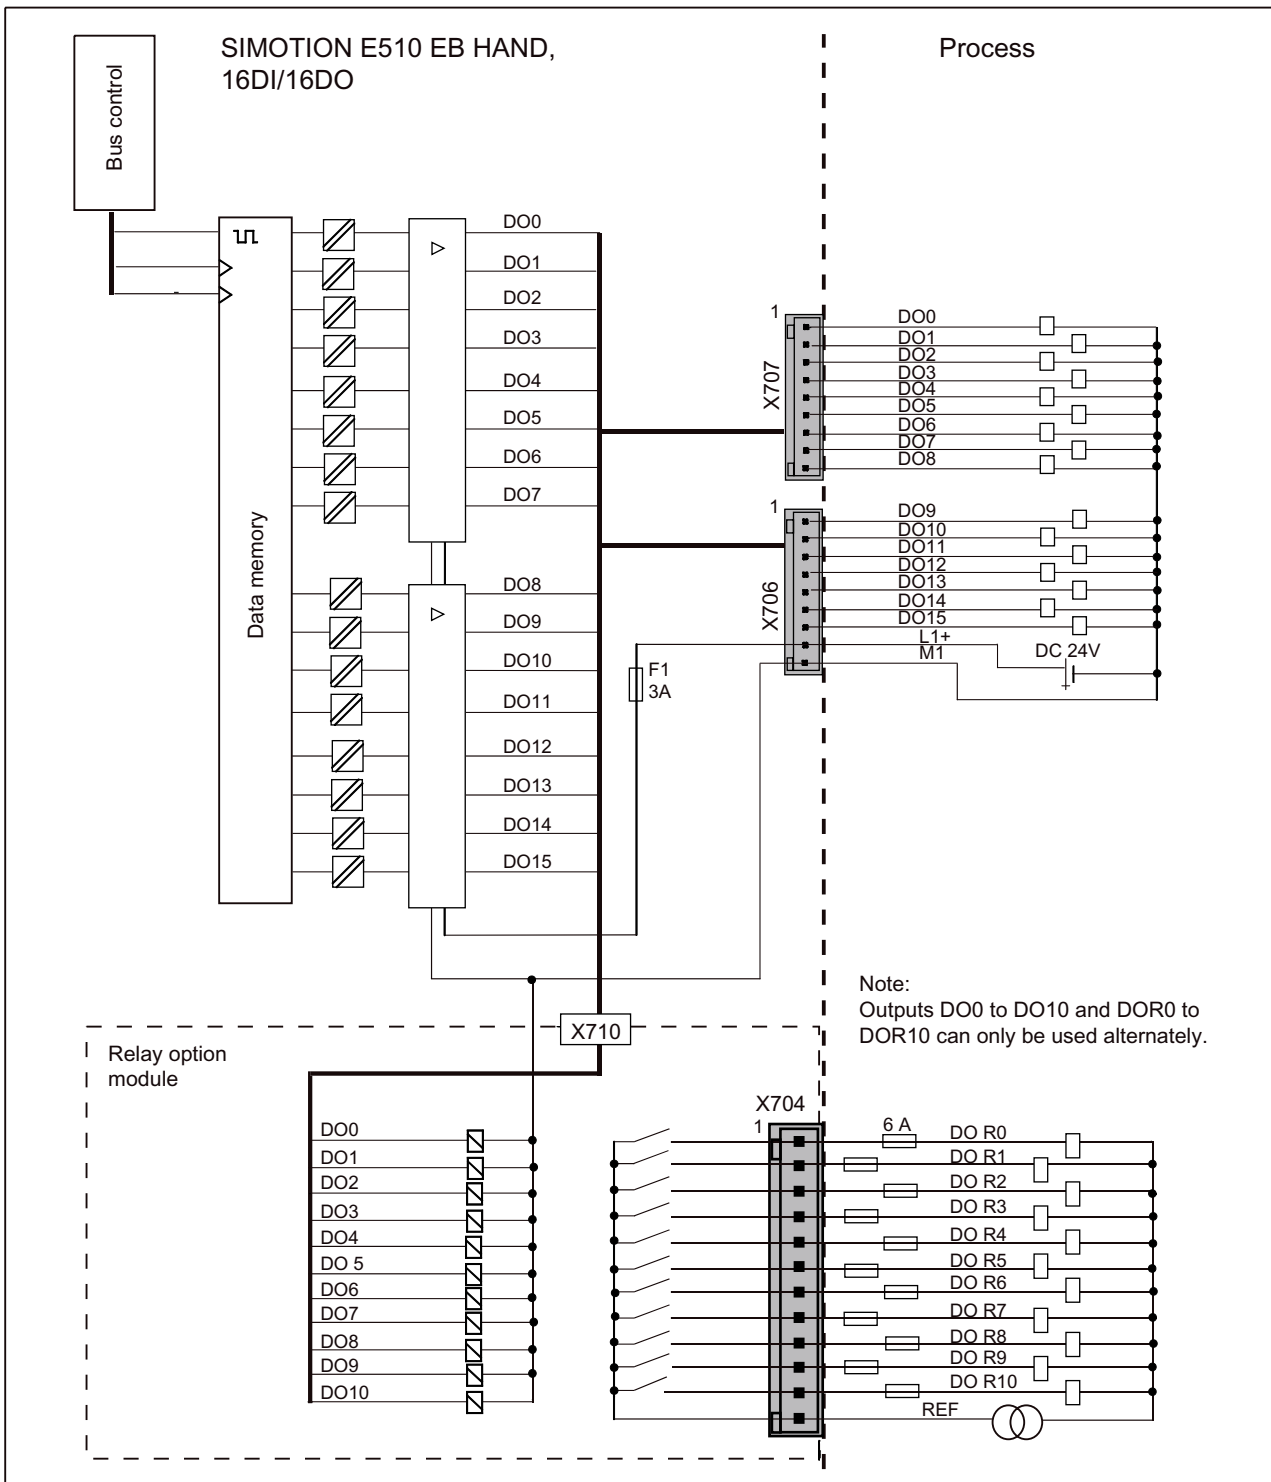 SIMOTION E510 EB HAND,
16DI/16DO
Process
Bus control
Data memory
DO0
DO1
DO2
DO3
DO4
DO5
DO6
DO7
DO8
DO9
DO10
DO11
DO12
DO13
DO14
DO15
1
X707
DO0
DO1
DO2
DO3
DO4
DO5
DO6
DO7
DO8
1
X706
DO9
DO10
DO11
DO12
DO13
DO14
DO15
L1+
M1
DC 24V
+
F1
3A
Note:
Outputs DO0 to DO10 and DOR0 to
DOR10 can only be used alternately.
X710
Relay option
module
DO0
DO1
DO2
DO3
DO4
DO 5
DO6
DO7
DO8
DO9
DO10
X704
1
6 A
DO R0
DO R1
DO R2
DO R3
DO R4
DO R5
DO R6
DO R7
DO R8
DO R9
DO R10
REF